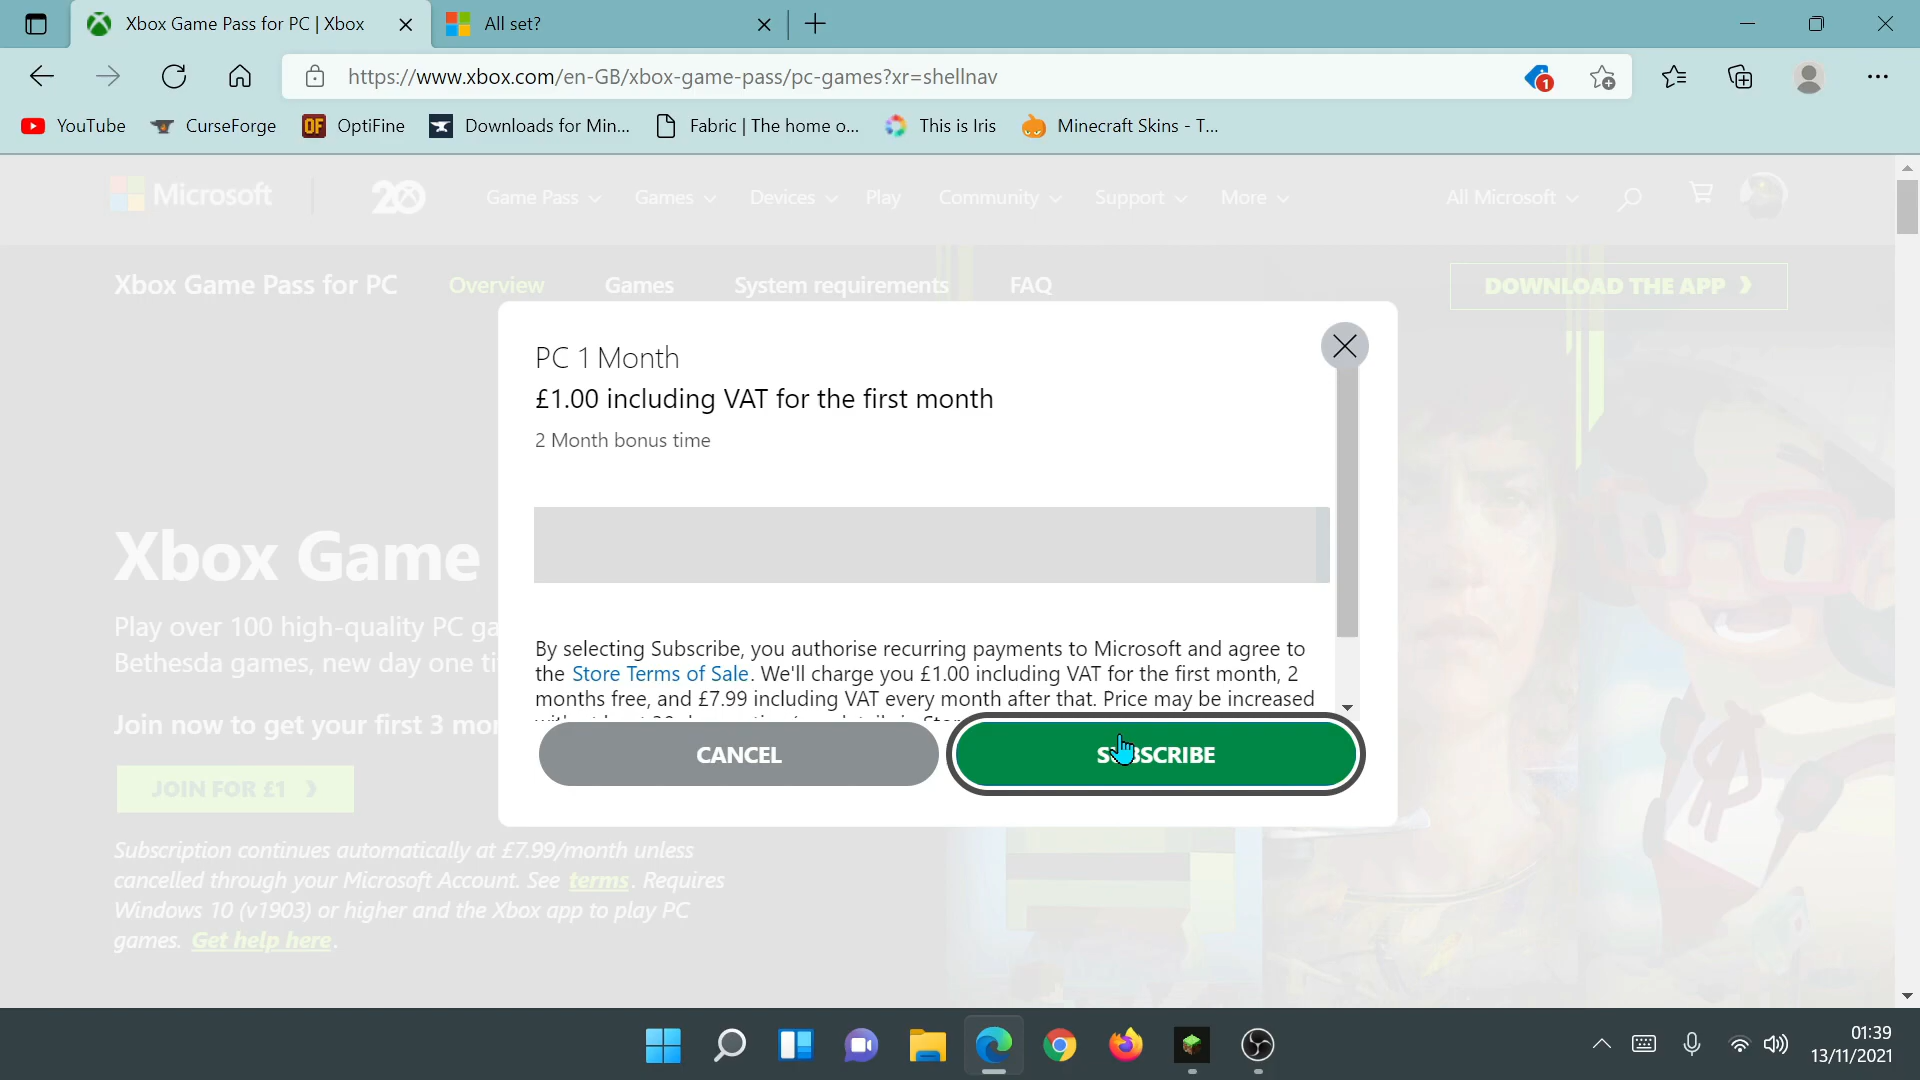 Xbox Game Pass for PC | Xbox
All set?
https://www.xbox.com/en-GB/xbox-game-pass/pc-games?xr=shellnav
1
YouTube
CurseForge
OF
OptiFine
Downloads for Min...
Fabric | The home o...
This is Iris
Minecraft Skins - T...
Microsoft
20
Game Pass
Games
Devices
Play
Community
Support
More
All Microsoft
Xbox Game Pass for PC
Overview
Games
System requirements
FAQ
DOWNLOAD THE APP
PC 1 Month
£1.00 including VAT for the first month
2 Month bonus time
Xbox Game
Play over 100 high-quality PC ga
Bethesda games, new day one ti
Join now to get your first 3 mon
JOIN FOR £1
By selecting Subscribe, you authorise recurring payments to Microsoft and agree to
the Store Terms of Sale. We'll charge you £1.00 including VAT for the first month, 2
months free, and £7.99 including VAT every month after that. Price may be increased
CANCEL
SUBSCRIBE
Subscription continues automatically at £7.99/month unless
cancelled through your Microsoft Account. See terms. Requires
Windows 10 (v1903) or higher and the Xbox app to play PC
games. Get help here.
01:39
13/11/2021